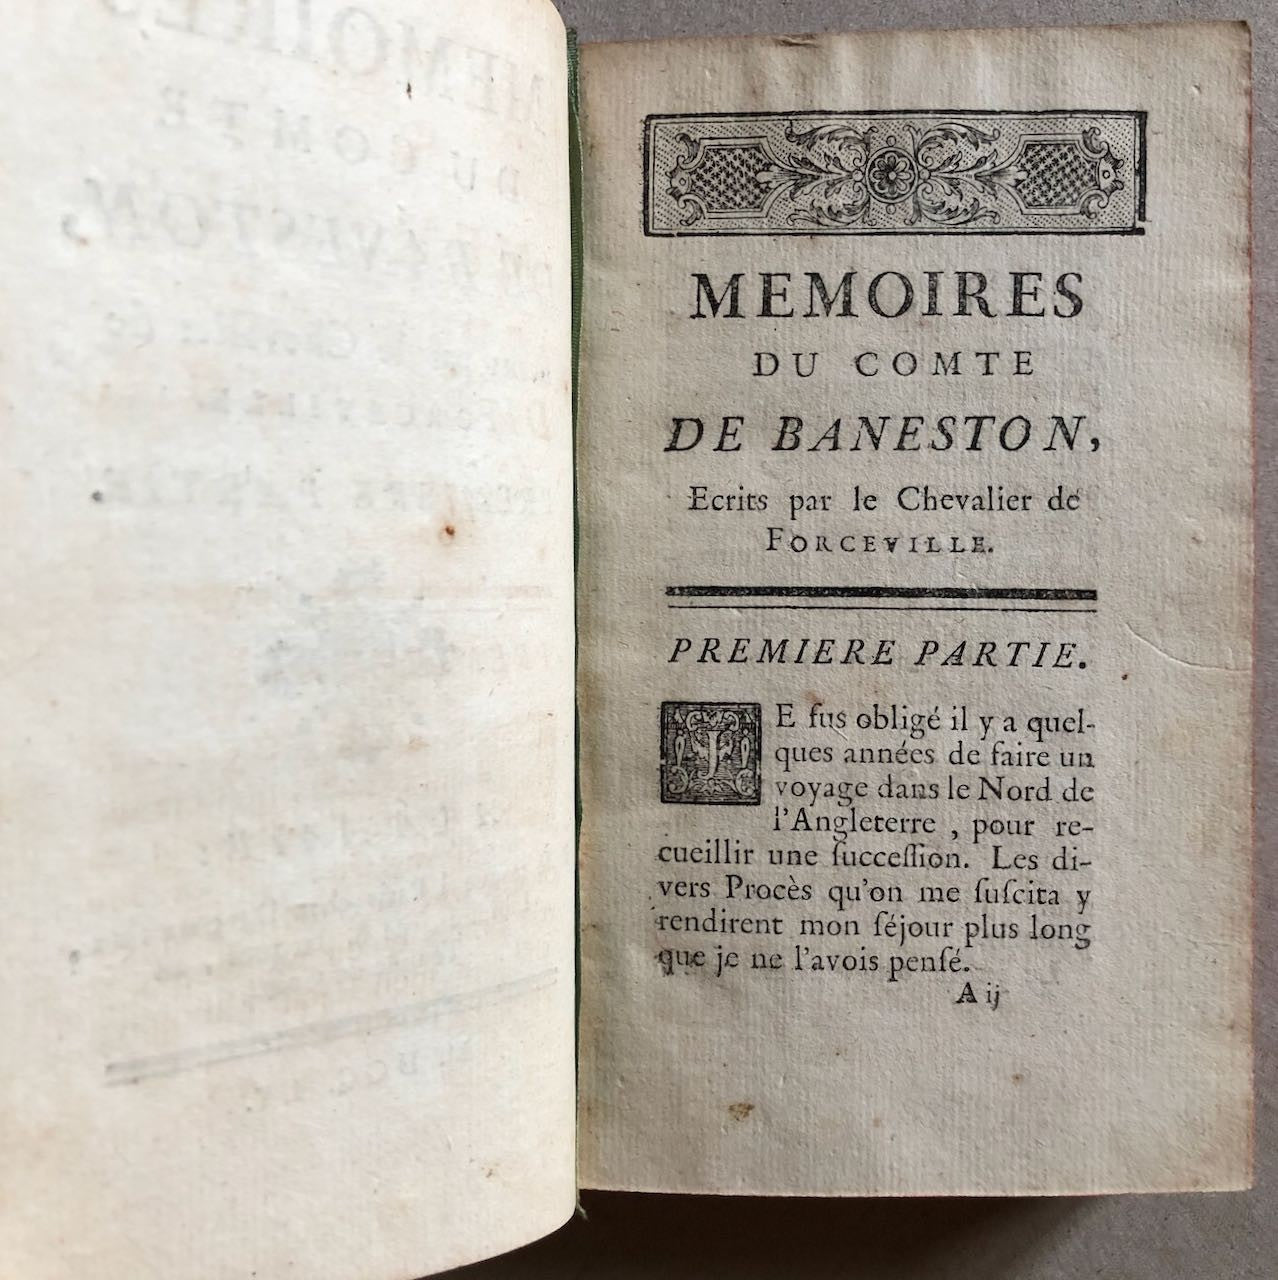 MEMOIRES
DU COMTE
DE BANESTON,
Ecrits par le Chevalier de
FORCEVILLE.
PREMIERE PARTIE.
JE fus obligé il y a quel-
ques années de faire un
voyage dans le Nord de
l'Angleterre , pour re-
cueillir une ſucceſſion. Les di-
vers Procès qu'on me ſuſcita y
rendirent mon ſéjour plus long
que je ne l'avois penſé.
A ij